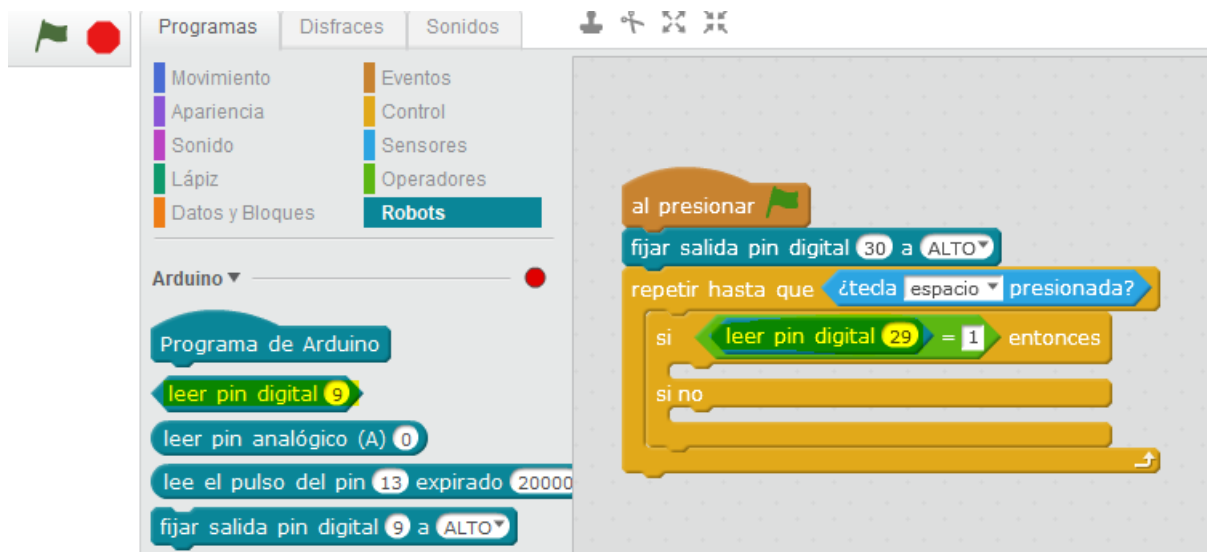 Programas Disfraces Sonidos
Movimiento Eventos
Apariencia Control
Sonido Sensores
Lápiz Operadores
Datos y Bloques Robots
Arduino
Programa de Arduino
leer pin digital 9
leer pin analógico (A) 0
lee el pulso del pin 13 expirado 20000
fijar salida pin digital 9 a ALTO
al presionar
fijar salida pin digital 30 a ALTO
repetir hasta que ¿tecla espacio presionada?
si leer pin digital 29 = 1 entonces
si no